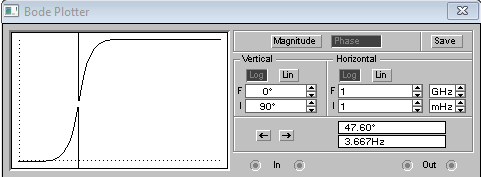 Bode Plotter
Magnitude Phase Save
Vertical Horizontal
Log Lin Log Lin
F 0° F 1 GHz
I 90° I 1 mHz
47.60°
3.667Hz
In Out